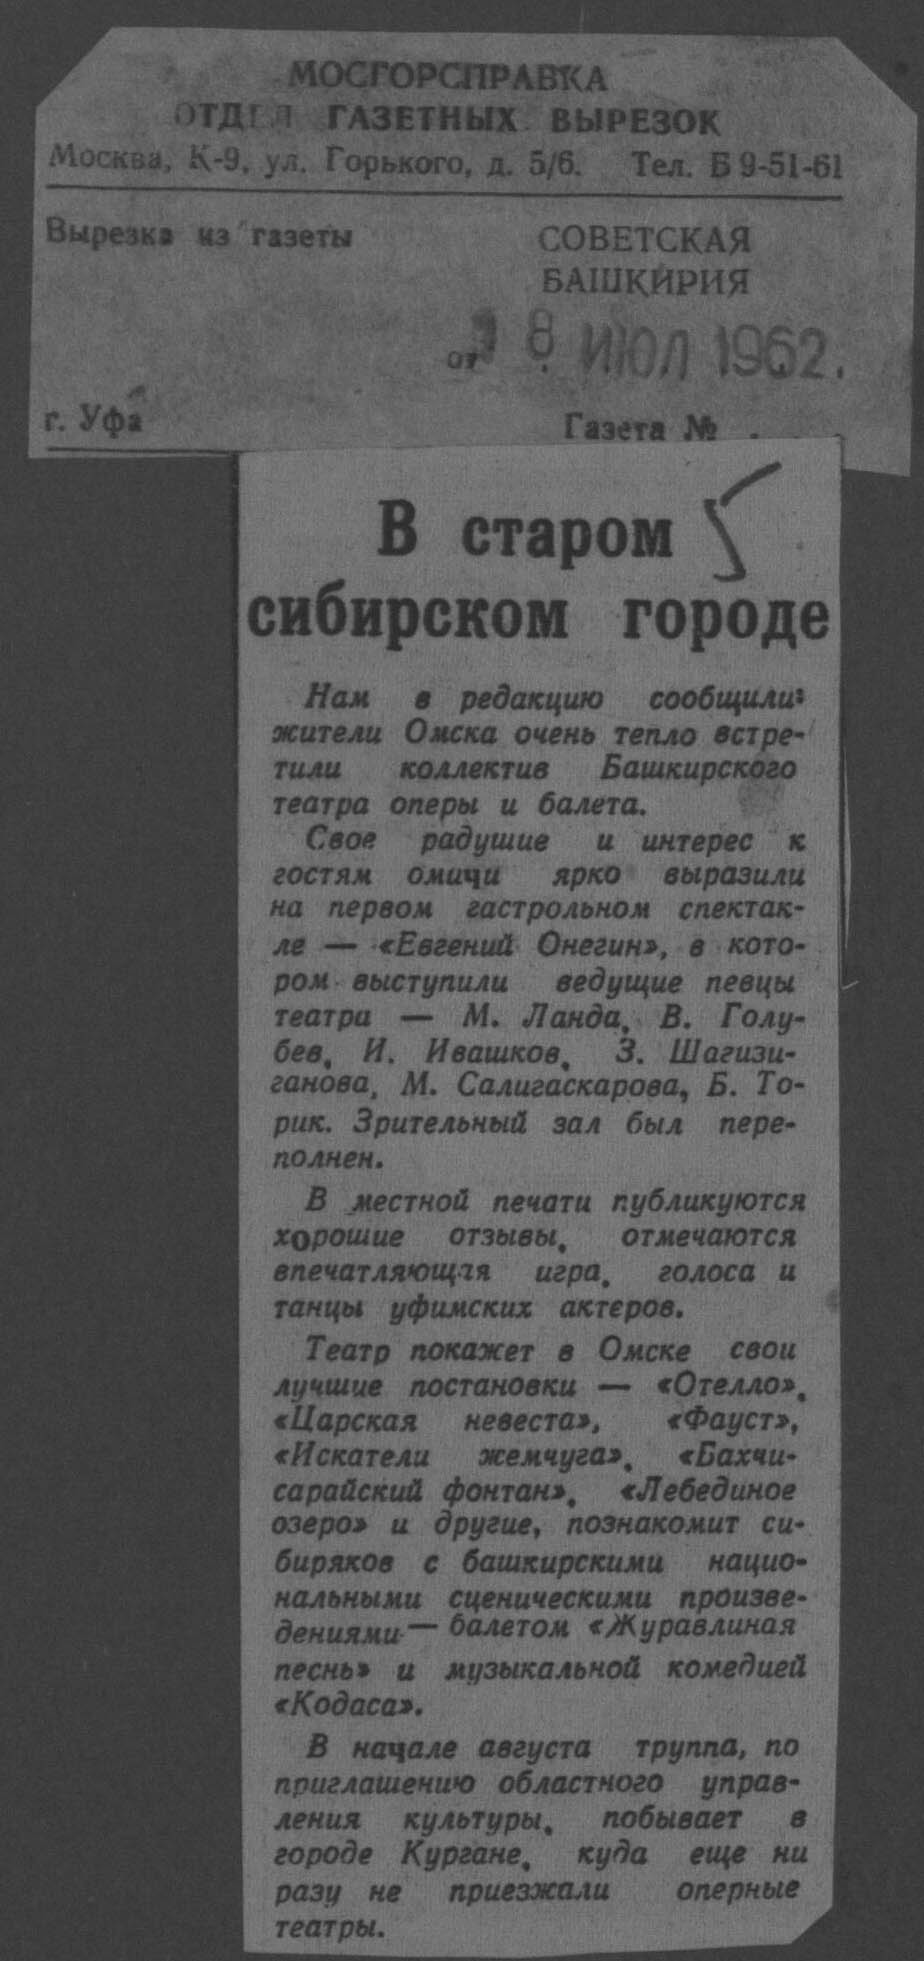 МОСГОРСПРАВКА
ОТДЕЛ ГАЗЕТНЫХ ВЫРЕЗОК
Москва, К-9, ул. Горького, д. 5/6. Тел. Б 9-51-61
Вырезка из газеты
СОВЕТСКАЯ
БАШКИРИЯ
от 8 ИЮЛ 1962.
г. Уфа
Газета № . . .
В старом
сибирском городе
Нам в редакцию сообщили:
жители Омска очень тепло встре-
тили коллектив Башкирского
театра оперы и балета.
Свое радушие и интерес к
гостям омичи ярко выразили
на первом гастрольном спектак-
ле — «Евгений Онегин», в кото-
ром выступили ведущие певцы
театра — М. Ланда, В. Голу-
бев, И. Ивашков, З. Шагизи-
ганова, М. Салигаскарова, Б. То-
рик. Зрительный зал был пере-
полнен.
В местной печати публикуются
хорошие отзывы, отмечаются
впечатляющая игра, голоса и
танцы уфимских актеров.
Театр покажет в Омске свои
лучшие постановки — «Отелло»,
«Царская невеста», «Фауст»,
«Искатели жемчуга», «Бахчи-
сарайский фонтан», «Лебединое
озеро» и другие, познакомит си-
биряков с башкирскими нацио-
нальными сценическими произве-
дениями — балетом «Журавлиная
песнь» и музыкальной комедией
«Кодаса».
В начале августа труппа, по
приглашению областного управ-
ления культуры, побывает в
городе Кургане, куда еще ни
разу не приезжали оперные
театры.